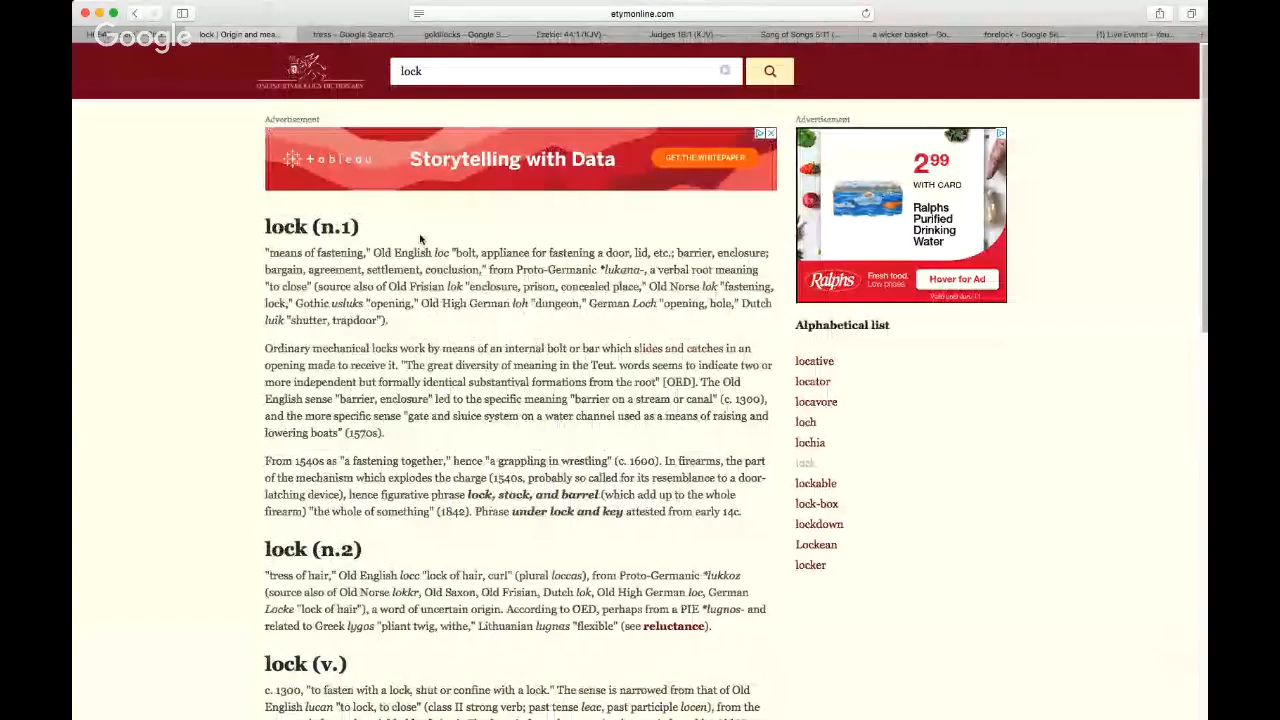 etymonline.com
Google
lock | Origin and mea...
tress - Google Search
goldilocks - Google S...
Ezekiel 44:1 (KJV) -
Judges 16:1 (KJV) -
Song of Songs 5:11 (
a wicker basket - Go...
forelock - Google Se...
(1) Live Events - You...
ONLINE ETYMOLOGY DICTIONARY
lock
Advertisement
Advertisement
tableau
Storytelling with Data
GET THE WHITEPAPER
2.99
WITH CARD
Ralphs
Purified
Drinking
Water
Ralphs
Fresh food.
Low prices.
Hover for Ad
Valid until Jun. 11
lock (n.1)
"means of fastening," Old English loc "bolt, appliance for fastening a door, lid, etc.; barrier, enclosure;
bargain, agreement, settlement, conclusion," from Proto-Germanic *lukana-, a verbal root meaning
"to close" (source also of Old Frisian lok "enclosure, prison, concealed place," Old Norse lok "fastening,
lock," Gothic usluks "opening," Old High German loh "dungeon," German Loch "opening, hole," Dutch
luik "shutter, trapdoor").
Ordinary mechanical locks work by means of an internal bolt or bar which slides and catches in an
opening made to receive it. "The great diversity of meaning in the Teut. words seems to indicate two or
more independent but formally identical substantival formations from the root" [OED]. The Old
English sense "barrier, enclosure" led to the specific meaning "barrier on a stream or canal" (c. 1300),
and the more specific sense "gate and sluice system on a water channel used as a means of raising and
lowering boats" (1570s).
From 1540s as "a fastening together," hence "a grappling in wrestling" (c. 1600). In firearms, the part
of the mechanism which explodes the charge (1540s, probably so called for its resemblance to a door-
latching device), hence figurative phrase lock, stock, and barrel (which add up to the whole
firearm) "the whole of something" (1842). Phrase under lock and key attested from early 14c.
lock (n.2)
"tress of hair," Old English locc "lock of hair, curl" (plural loccas), from Proto-Germanic *lukkoz
(source also of Old Norse lokkr, Old Saxon, Old Frisian, Dutch lok, Old High German loc, German
Locke "lock of hair"), a word of uncertain origin. According to OED, perhaps from a PIE *lugnos- and
related to Greek lygos "pliant twig, withe," Lithuanian lugnas "flexible" (see reluctance).
lock (v.)
c. 1300, "to fasten with a lock, shut or confine with a lock." The sense is narrowed from that of Old
English lucan "to lock, to close" (class II strong verb; past tense leac, past participle locen), from the
Alphabetical list
locative
locator
locavore
loch
lochia
lock
lockable
lock-box
lockdown
Lockean
locker